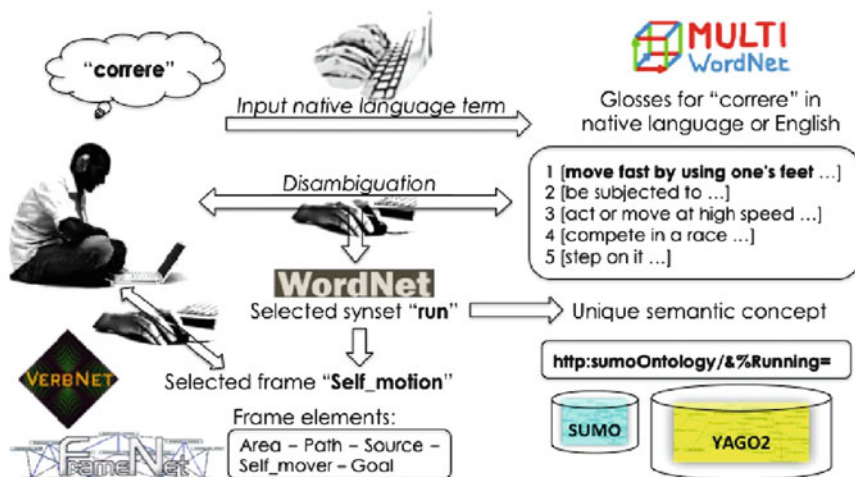 "correre"
MULTI
WordNet
Input native language term
Glosses for "correre" in
native language or English
Disambiguation
1 [move fast by using one's feet ...]
2 [be subjected to ...]
3 [act or move at high speed ...]
4 [compete in a race ...]
5 [step on it ...]
WordNet
Selected synset "run"
Unique semantic concept
http:sumoOntology/&%Running=
VERBNET
Selected frame "Self_motion"
SUMO
YAGO2
FrameNet
Frame elements:
Area – Path – Source –
Self_mover – Goal